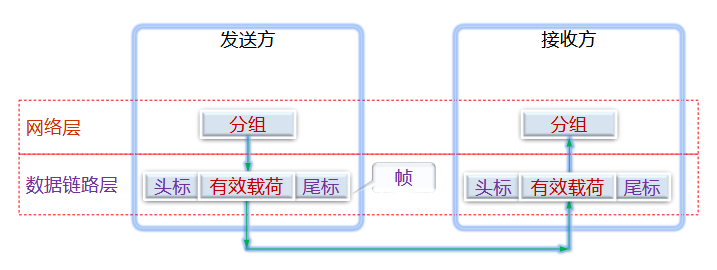 发送方
接收方
网络层
分组
分组
数据链路层
头标 有效载荷 尾标
帧
头标 有效载荷 尾标